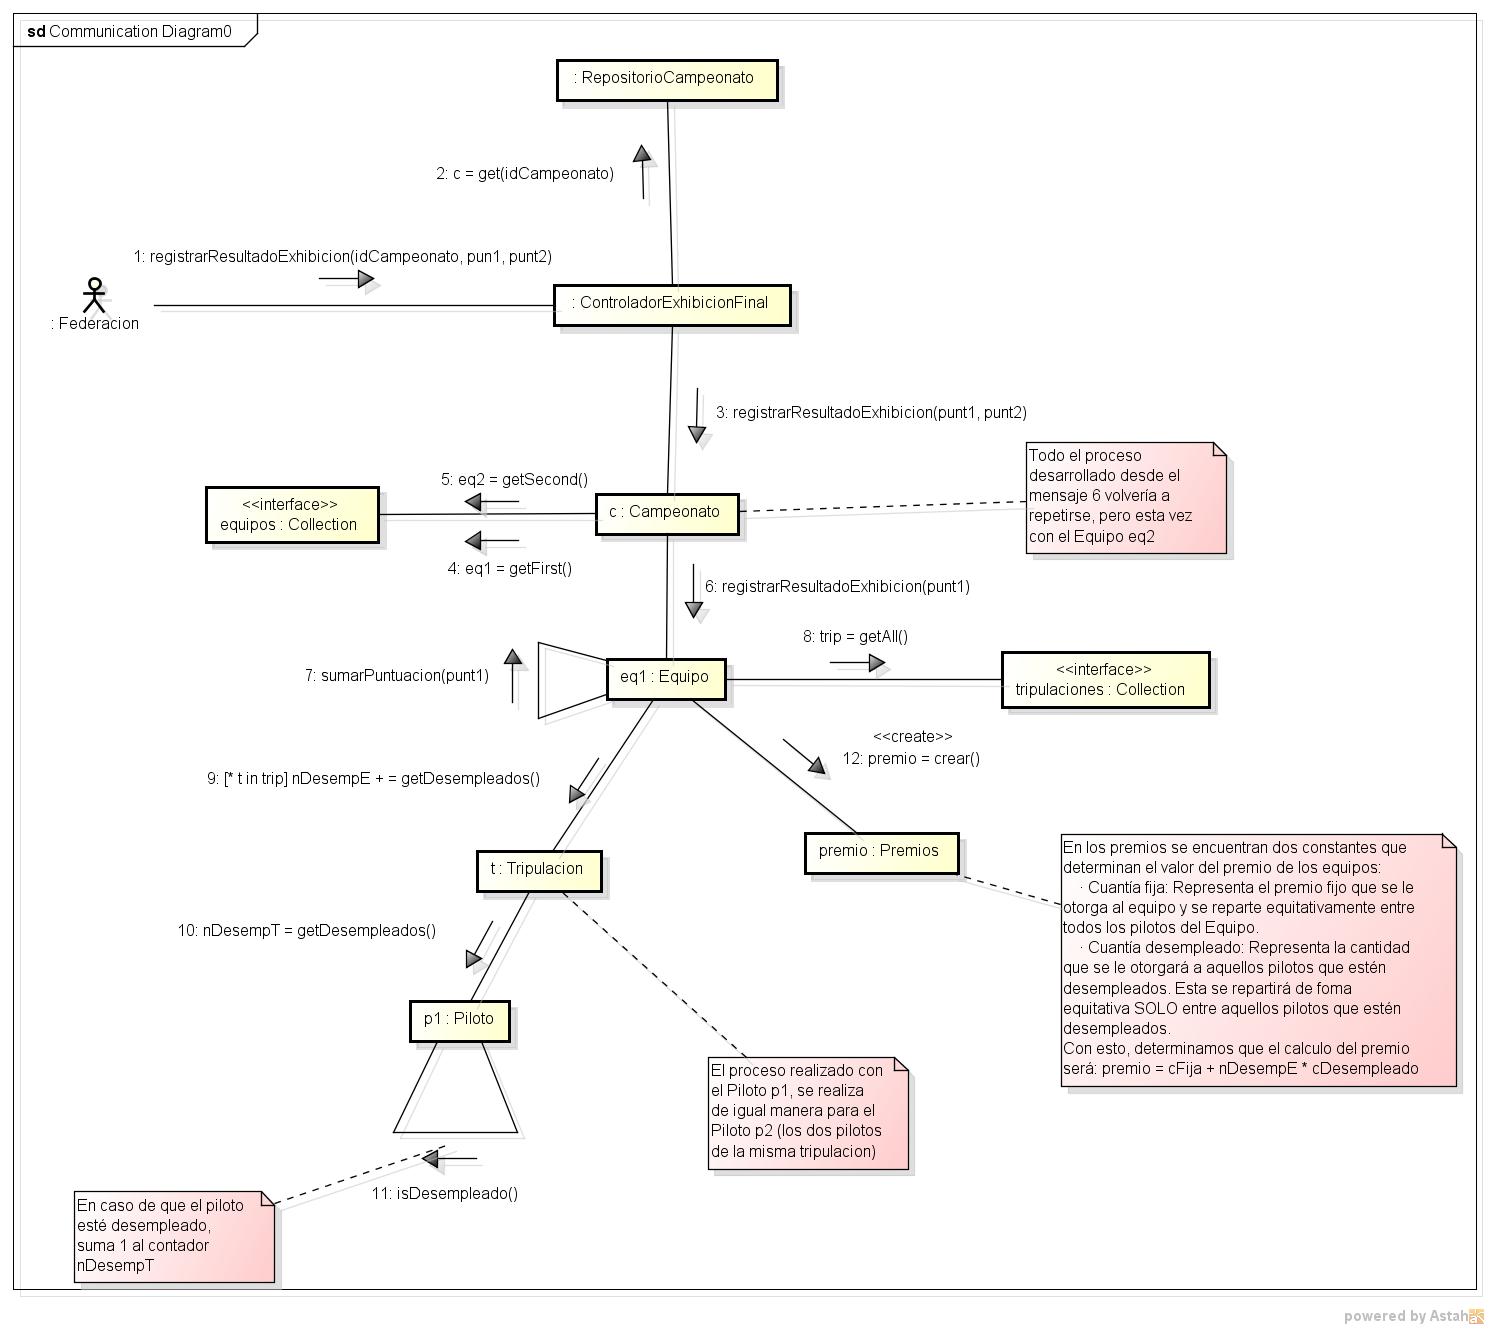 sd Communication Diagram0
: RepositorioCampeonato
2: c = get(idCampeonato)
1: registrarResultadoExhibicion(idCampeonato, pun1, punt2)
: Federacion
: ControladorExhibicionFinal
3: registrarResultadoExhibicion(punt1, punt2)
5: eq2 = getSecond()
<<interface>>
equipos : Collection
c : Campeonato
4: eq1 = getFirst()
Todo el proceso
desarrollado desde el
mensaje 6 volvería a
repetirse, pero esta vez
con el Equipo eq2
6: registrarResultadoExhibicion(punt1)
8: trip = getAll()
7: sumarPuntuacion(punt1)
eq1 : Equipo
<<interface>>
tripulaciones : Collection
<<create>>
12: premio = crear()
9: [* t in trip] nDesempE + = getDesempleados()
t : Tripulacion
premio : Premios
En los premios se encuentran dos constantes que
determinan el valor del premio de los equipos:
· Cuantía fija: Representa el premio fijo que se le
otorga al equipo y se reparte equitativamente entre
todos los pilotos del Equipo.
· Cuantía desempleado: Representa la cantidad
que se le otorgará a aquellos pilotos que estén
desempleados. Esta se repartirá de foma
equitativa SOLO entre aquellos pilotos que estén
desempleados.
Con esto, determinamos que el calculo del premio
será: premio = cFija + nDesempE * cDesempleado
10: nDesempT = getDesempleados()
p1 : Piloto
El proceso realizado con
el Piloto p1, se realiza
de igual manera para el
Piloto p2 (los dos pilotos
de la misma tripulacion)
11: isDesempleado()
En caso de que el piloto
esté desempleado,
suma 1 al contador
nDesempT
powered by Astah